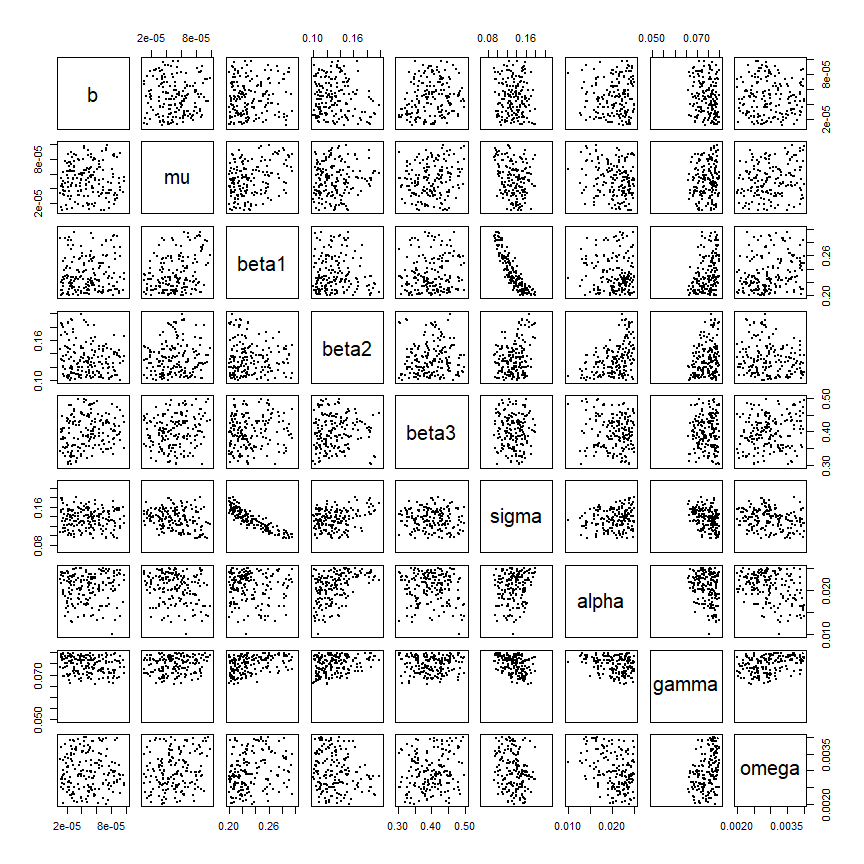 2e-05 8e-05 0.10 0.16 0.08 0.16 0.050 0.070
b 2e-05 8e-05
2e-05 8e-05 mu
beta1 0.20 0.26
0.10 0.16 beta2
beta3 0.30 0.40 0.50
0.08 0.16 sigma
alpha 0.010 0.020
0.050 0.070 gamma
omega 0.0020 0.0035
2e-05 8e-05 0.20 0.26 0.30 0.40 0.50 0.010 0.020 0.0020 0.0035